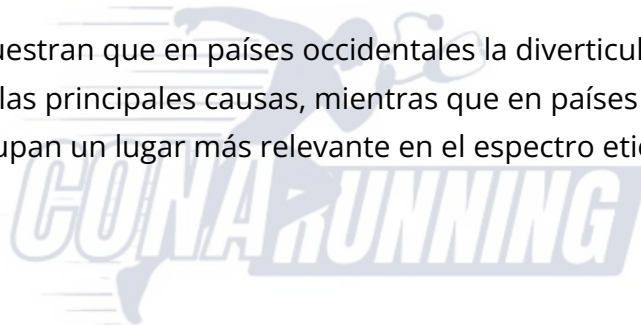 uestran que en países occidentales la diverticul
las principales causas, mientras que en países
upan un lugar más relevante en el espectro eti
CONARUNNING